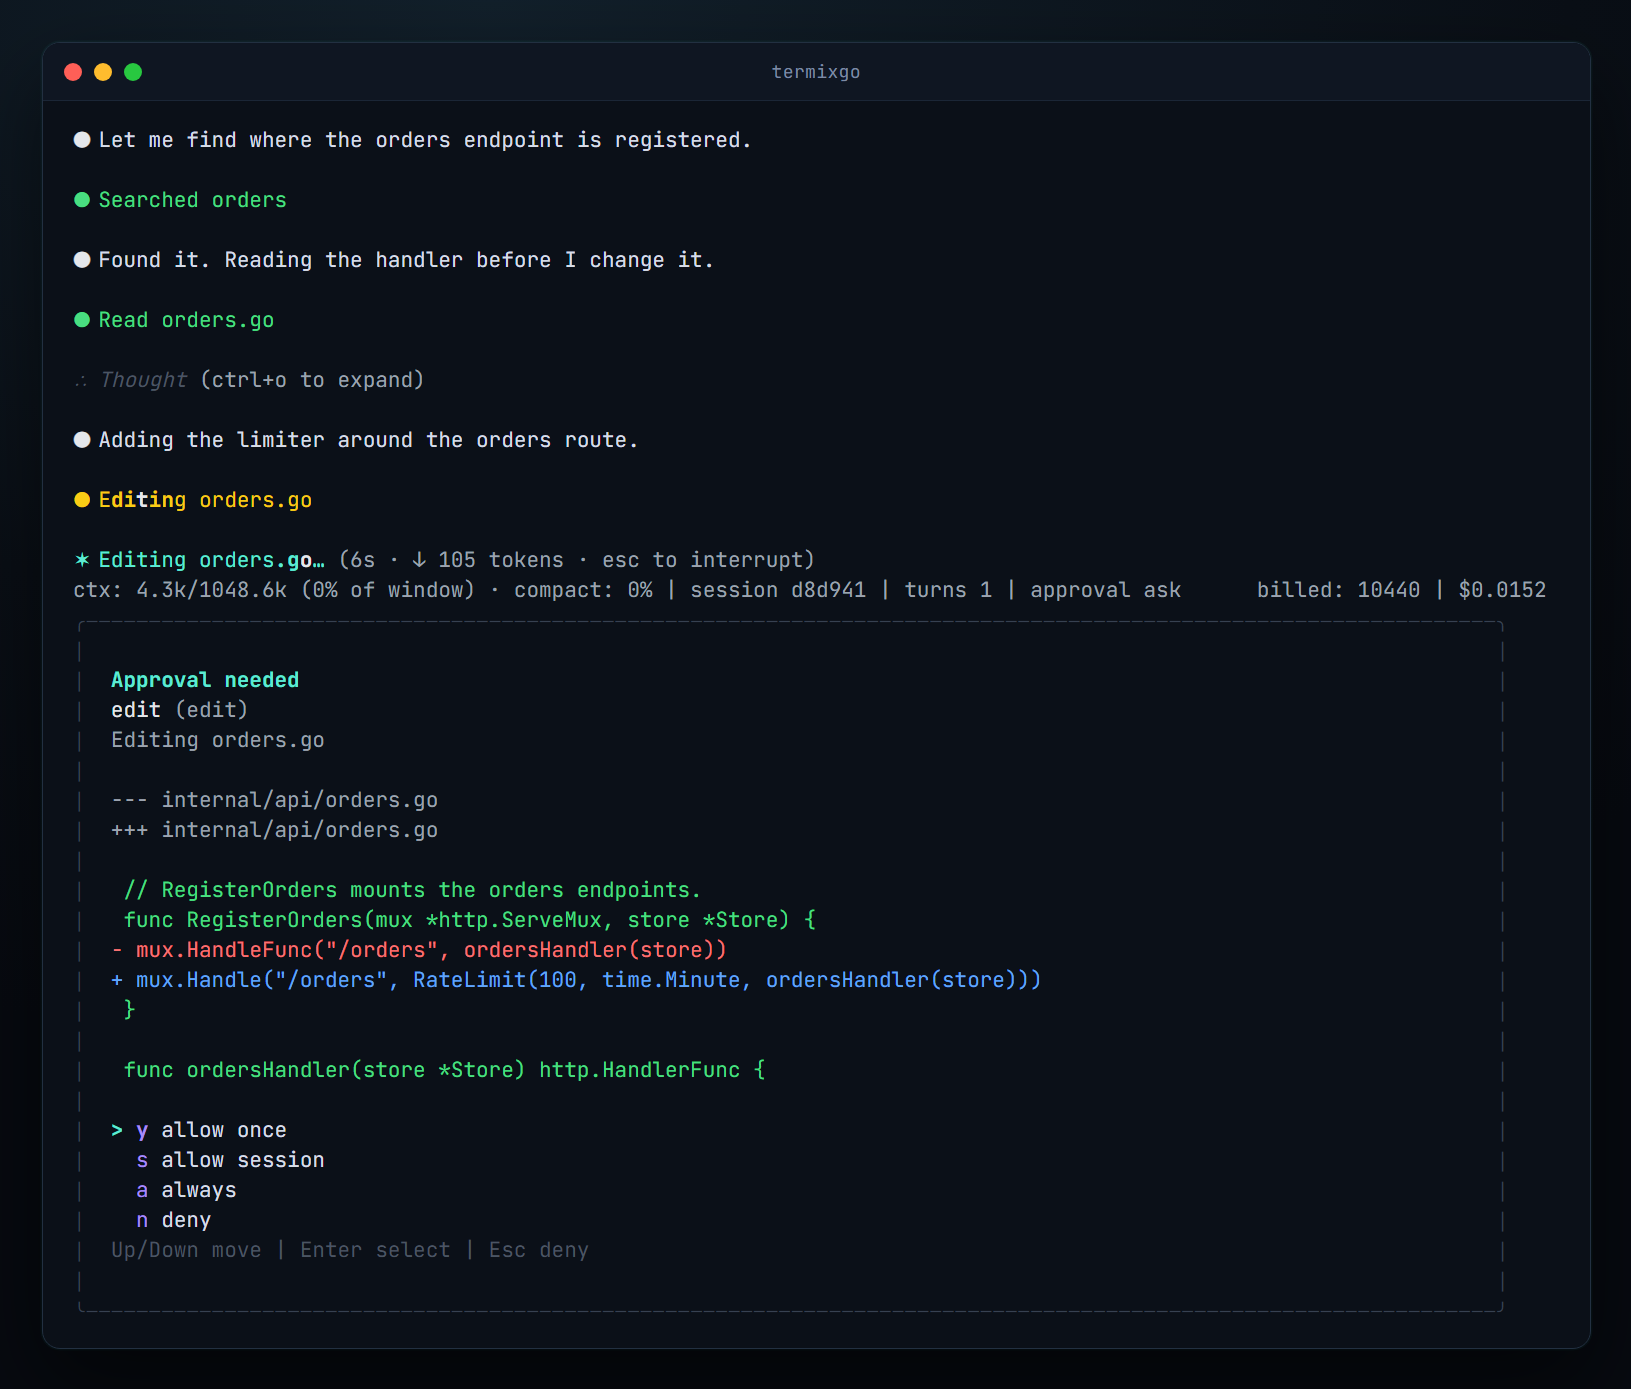 termixgo
● Let me find where the orders endpoint is registered.
● Searched orders
● Found it. Reading the handler before I change it.
● Read orders.go
∴ Thought (ctrl+o to expand)
● Adding the limiter around the orders route.
● Editing orders.go
✶ Editing orders.go… (6s · ↓ 105 tokens · esc to interrupt)
ctx: 4.3k/1048.6k (0% of window) · compact: 0% | session d8d941 | turns 1 | approval ask billed: 10440 | $0.0152
Approval needed
edit (edit)
Editing orders.go
--- internal/api/orders.go
+++ internal/api/orders.go
// RegisterOrders mounts the orders endpoints.
func RegisterOrders(mux *http.ServeMux, store *Store) {
- mux.HandleFunc("/orders", ordersHandler(store))
+ mux.Handle("/orders", RateLimit(100, time.Minute, ordersHandler(store)))
}
func ordersHandler(store *Store) http.HandlerFunc {
> y allow once
s allow session
a always
n deny
Up/Down move | Enter select | Esc deny